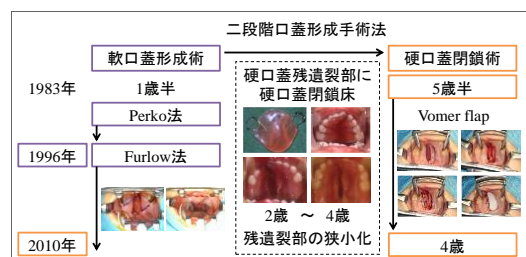 二段階口蓋形成手術法
軟口蓋形成術
硬口蓋閉鎖術
1983年
1歳半
Perko法
1996年
Furlow法
2010年
硬口蓋残遺裂部に
硬口蓋閉鎖床
2歳 ～ 4歳
残遺裂部の狭小化
5歳半
Vomer flap
4歳